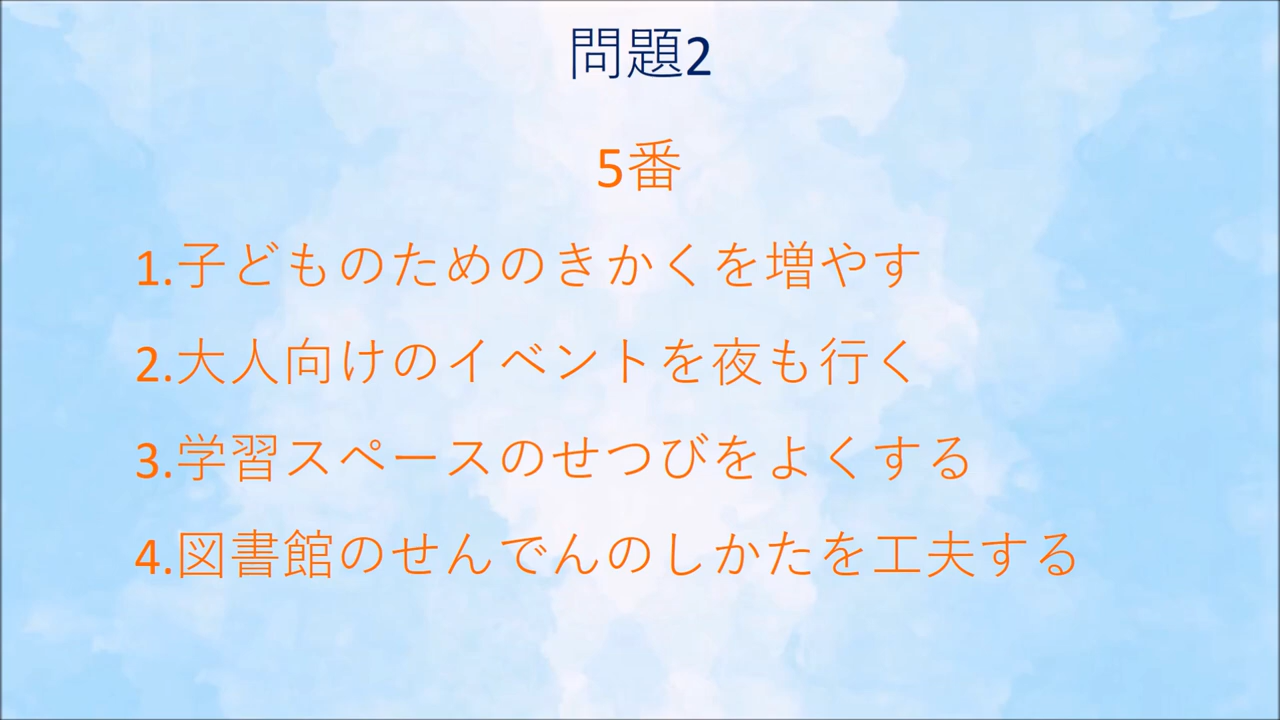 問題2
5番
1.子どものためのきかくを増やす
2.大人向けのイベントを夜も行く
3.学習スペースのせつびをよくする
4.図書館のせんでんのしかたを工夫する